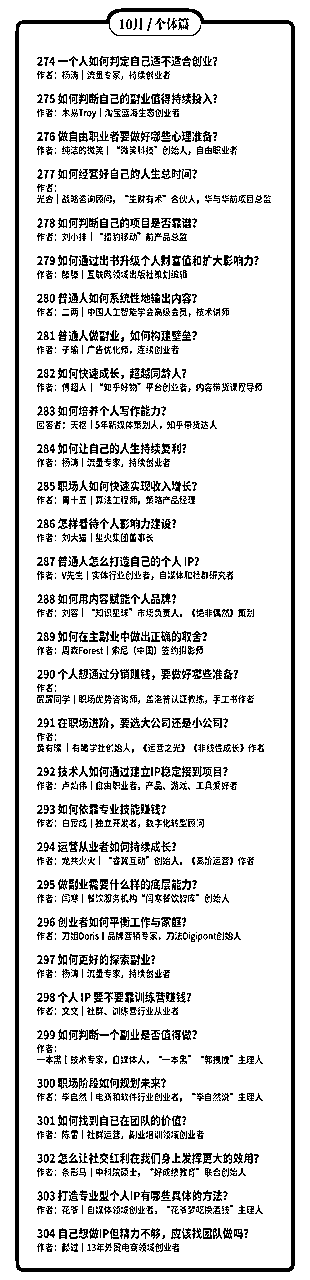 10月 / 个体篇
274 一个人如何判定自己适不适合创业?
作者: 杨涛｜流量专家，持续创业者
275 如何判断自己的副业值得持续投入?
作者: 木易Troy｜淘宝蓝海生态创业者
276 做自由职业者要做好哪些心理准备?
作者: 纯洁的微笑｜“微笑科技”创始人，自由职业者
277 如何经营好自己的人生总时间?
作者:
光合｜战略咨询顾问，“生财有术”合伙人，华与华前项目总监
278 如何判断自己的项目是否靠谱?
作者: 刘小排｜“猎豹移动”前产品总监
279 如何通过出书升级个人财富值和扩大影响力?
｜互联网领域出版社策划编辑
280 普通人如何系统性地输出内容?
作者: 二两｜中国人工智能学会高级会员，技术讲师
281 普通人做副业，如何构建壁垒?
作者: 子瑜｜广告优化师，连续创业者
282 如何快速成长，超越同龄人?
作者: 傅超人｜“知乎好物”平台创业者，内容带货课程导师
283 如何培养个人写作能力?
回答者: 天橙｜5年新媒体策划人，知乎带货达人
284 如何让自己的人生持续复利?
作者: 杨涛｜流量专家，持续创业者
285 职场人如何快速实现收入增长?
作者: 周十五｜算法工程师，策略产品经理
286 怎样看待个人影响力建设?
作者: 刘大猫｜星火集团董事长
287 普通人怎么打造自己的个人 IP?
作者: V先生｜实体行业创业者，自媒体和社群研究者
288 如何用内容赋能个人品牌?
作者: 刘容｜“知识星球”市场负责人，《绝非偶然》策划
289 如何在主副业中做出正确的取舍?
作者: 周森Forest｜索尼（中国）签约摄影师
290 个人想通过分销赚钱，要做好哪些准备?
作者:
同学｜职场优势咨询师，盖洛普认证教练，手工书作者
291 在职场进阶，要选大公司还是小公司?
作者:
黄有璨｜有瞰学社创始人，《运营之光》《非线性成长》作者
292 技术人如何通过建立IP稳定接到项目?
作者: 卢灿伟｜自由职业者，产品、游戏、工具爱好者
293 如何依靠专业技能赚钱?
作者: 白宦成｜独立开发者，数字化转型顾问
294 运营从业者如何持续成长?
作者: 龙共火火｜“睿翼互动”创始人，《高阶运营》作者
295 做副业需要什么样的底层能力?
作者: 闫寒｜餐饮服务机构“闫寒餐饮智库”创始人
296 创业者如何平衡工作与家庭?
作者: 刀姐Doris｜品牌营销专家，刀法Digipont创始人
297 如何更好的探索副业?
作者: 杨涛｜流量专家，持续创业者
298 个人 IP 要不要靠训练营赚钱?
作者: 文文｜社群、训练营行业从业者
299 如何判断一个副业是否值得做?
作者:
一本黑｜技术专家，自媒体人，“一本黑”“郭拽拽”主理人
300 职场阶段如何规划未来?
作者: 李自然｜电商和软件行业创业者，“李自然说”主理人
301 如何找到自已在团队的价值?
作者: 陈雷｜社群运营，副业培训领域创业者
302 怎么让社交红利在我们身上发挥更大的效用?
作者: 条形马｜中科院硕士，“好成绩教育”联合创始人
303 打造专业型个人IP有哪些具体的方法?
作者: 花爷｜自媒体领域创业者，“花爷梦呓换酒钱”主理人
304 自己想做IP但精力不够，应该找团队做吗?
｜13年外贸电商领域创业者